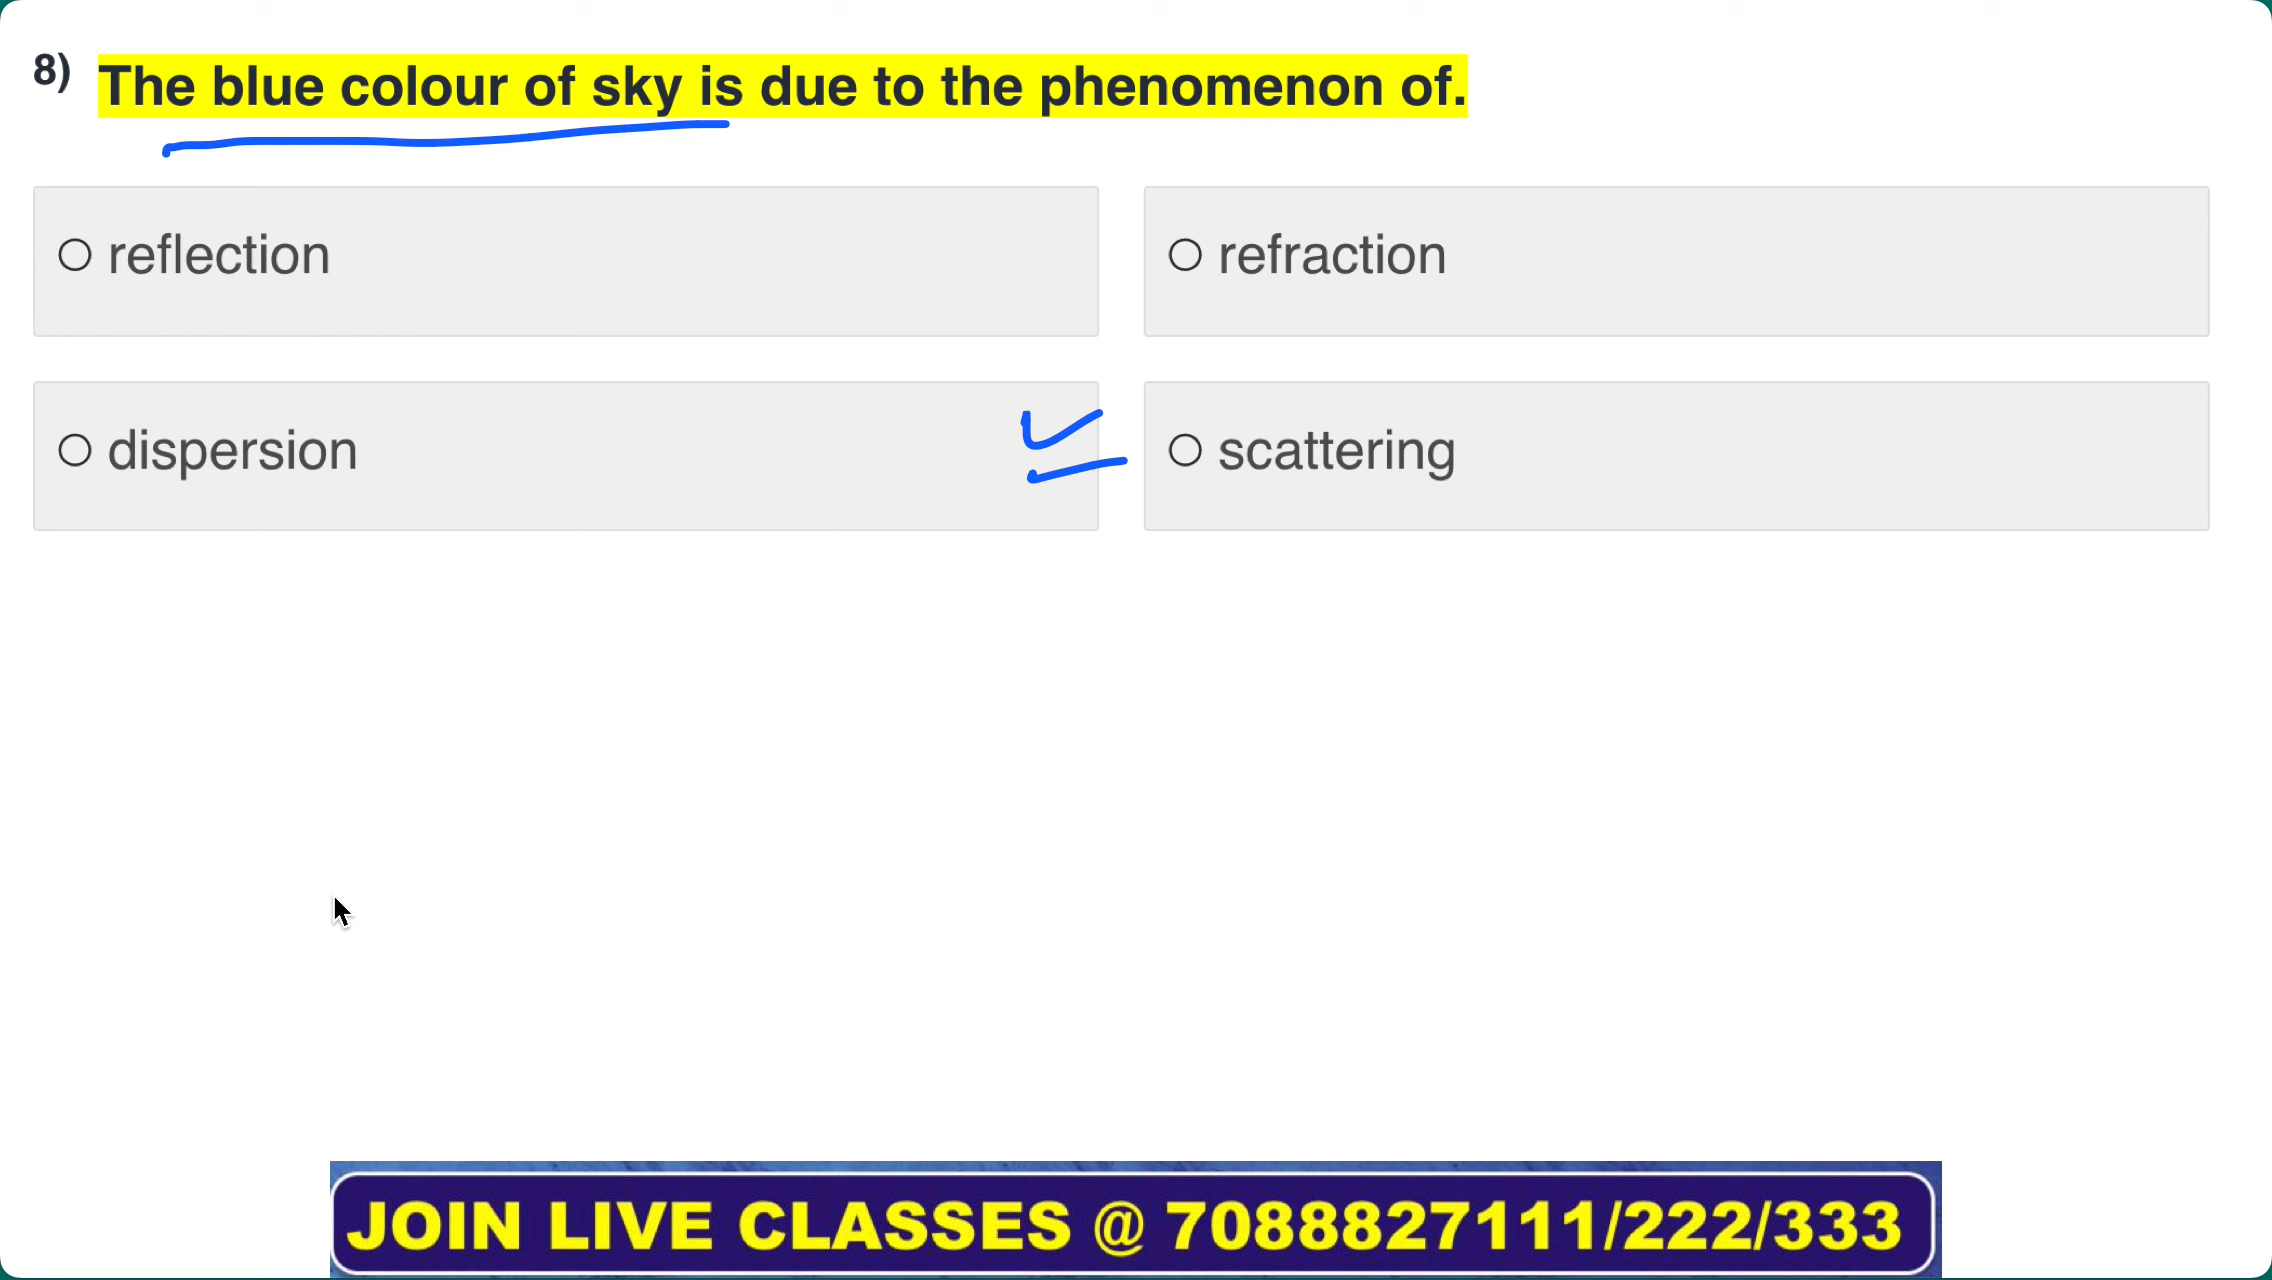 8) The blue colour of sky is due to the phenomenon of.
reflection
refraction
dispersion
scattering
JOIN LIVE CLASSES @ 7088827111/222/333